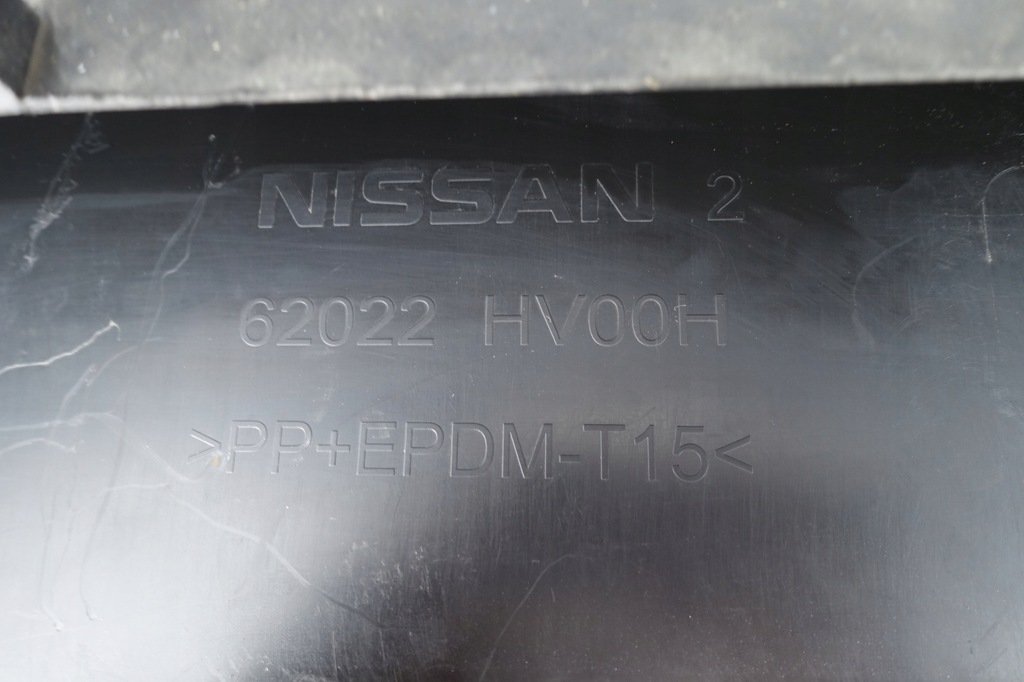 NISSAN 2
62022 HV00H
>PP+EPDM-T15<